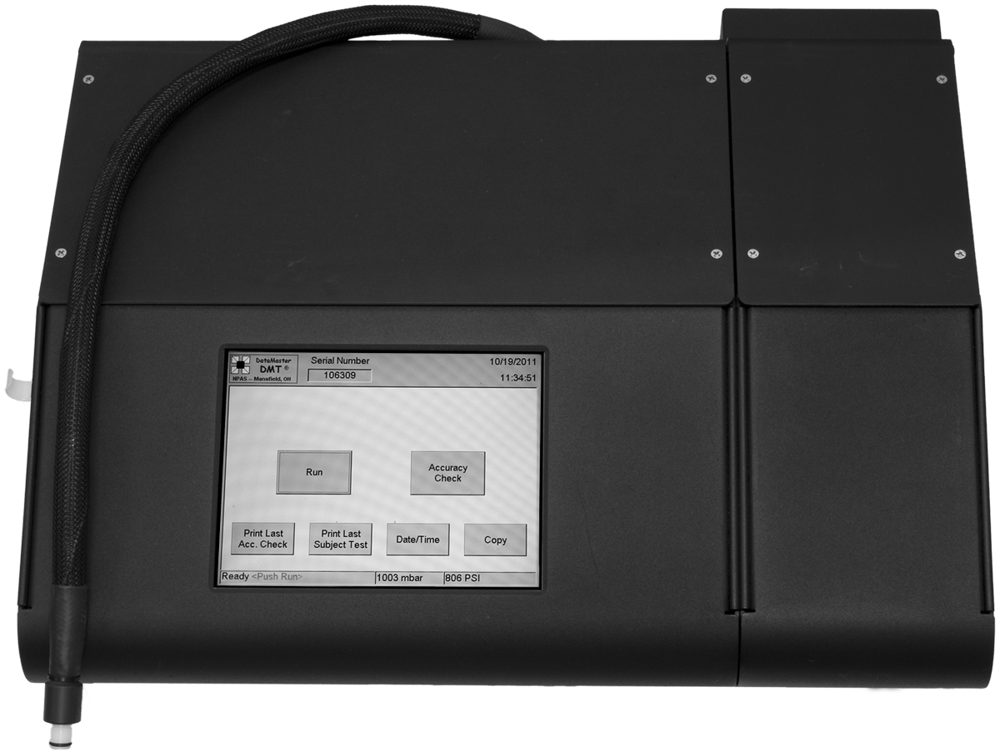 DataMaster
DMT ®
NPAS -- Mansfield, OH
Serial Number
106309
10/19/2011
11:34:51
Run
Accuracy
Check
Print Last
Acc. Check
Print Last
Subject Test
Date/Time
Copy
Ready <Push Run>
1003 mbar
806 PSI